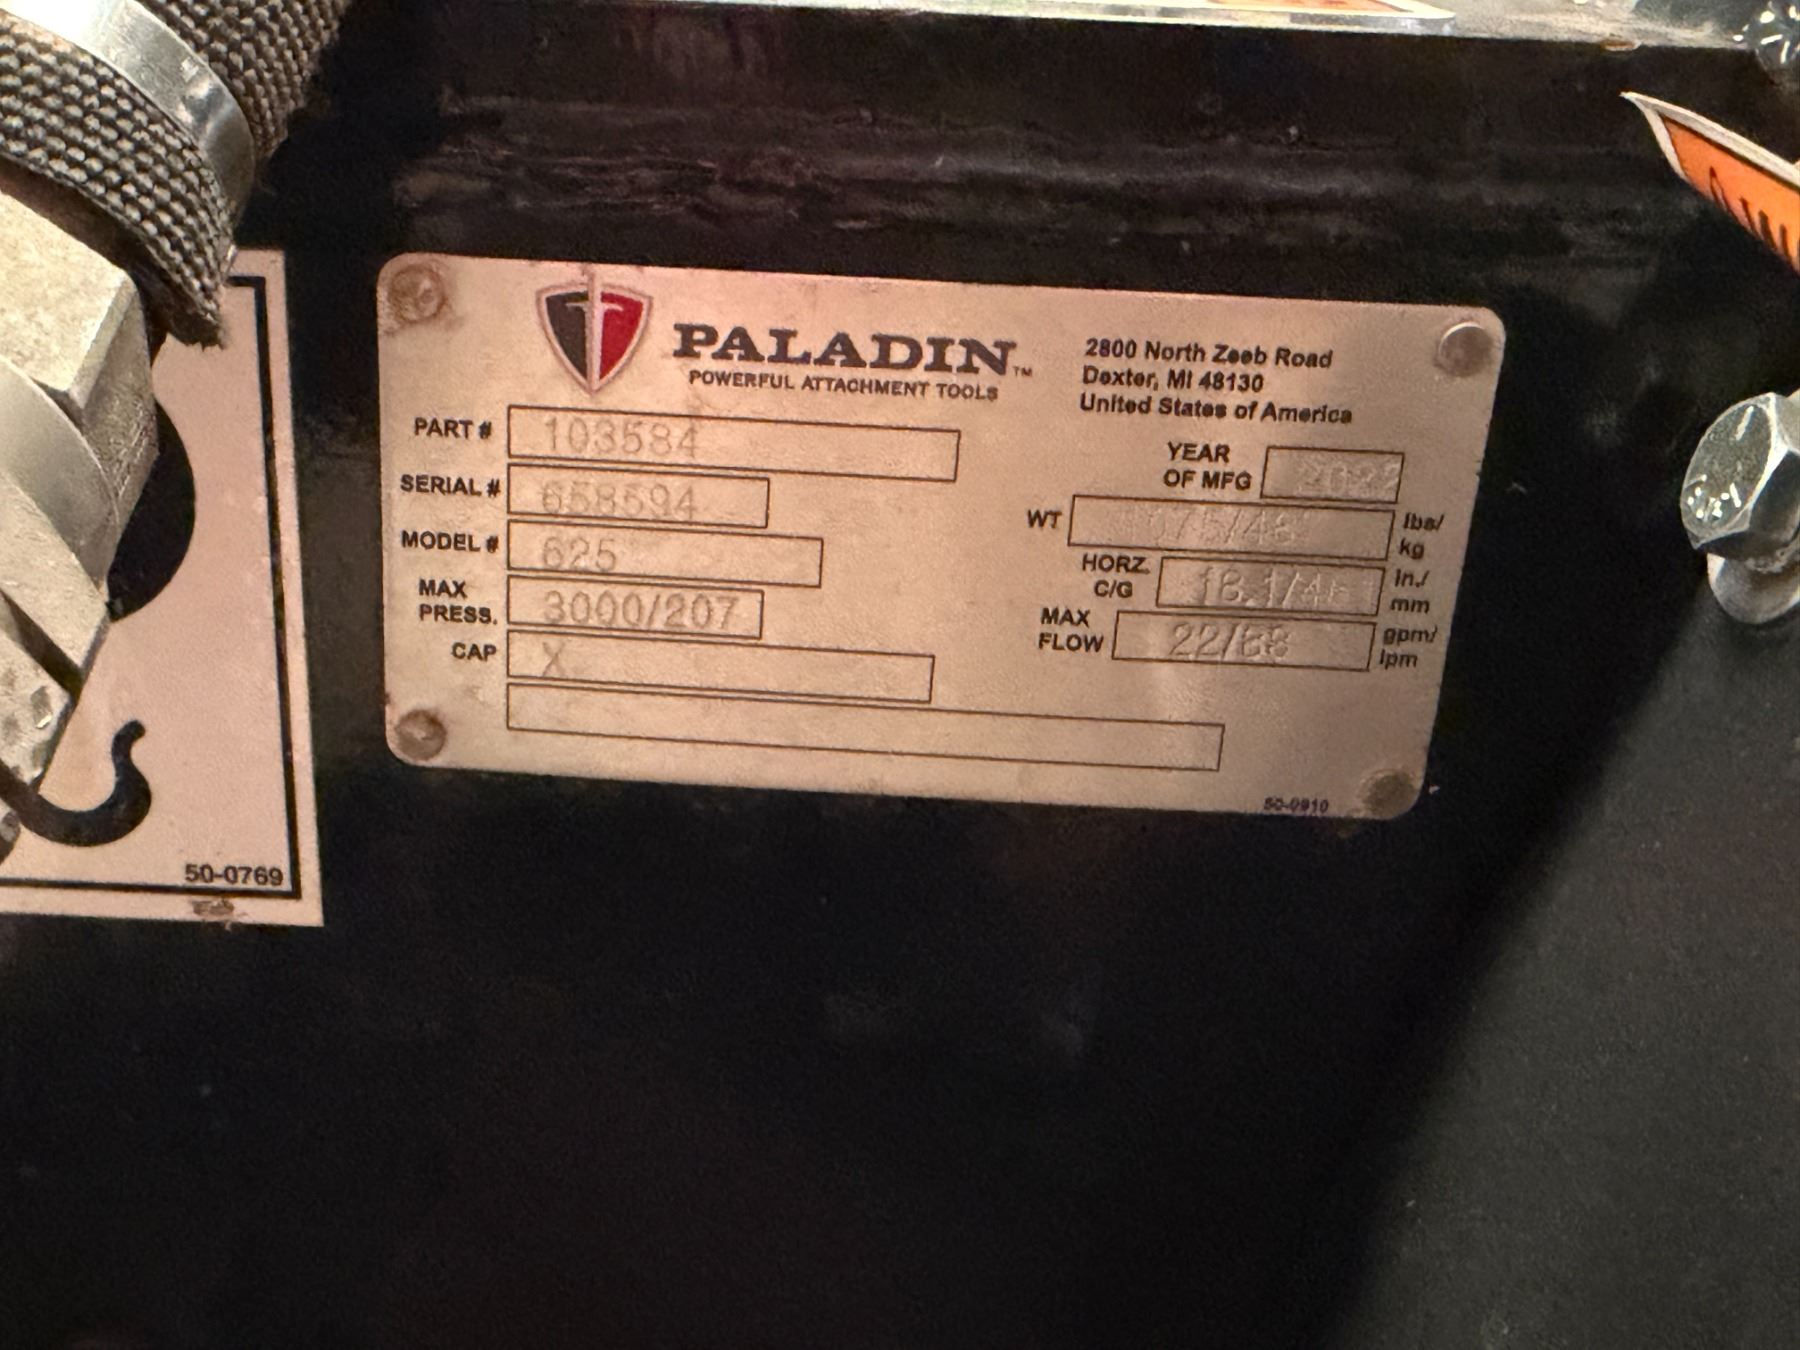 PALADIN™
POWERFUL ATTACHMENT TOOLS
2800 North Zeeb Road
Dexter, MI 48130
United States of America
PART # 103584
SERIAL # 658594
MODEL # 625
MAX PRESS. 3000/207
CAP X
YEAR OF MFG
WT lbs/ kg
HORZ. C/G in./ mm
MAX FLOW gpm/ lpm
50-0910
50-0769